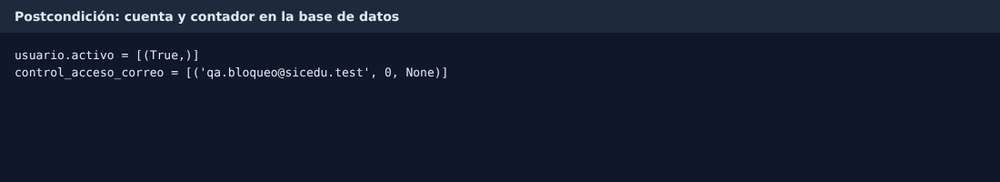 Postcondición: cuenta y contador en la base de datos
usuario.activo = [(True,)]
control_acceso_correo = [('qa.bloqueo@sicedu.test', 0, None)]